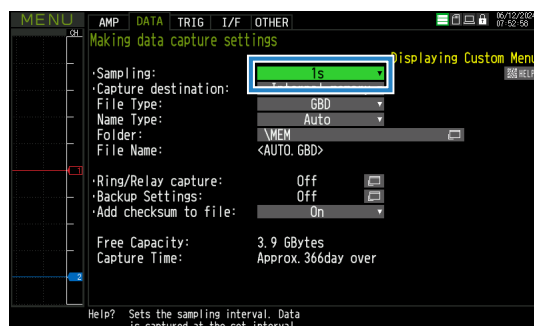 MENU AMP DATA TRIG I/F OTHER 06/12/202
07:52:58
CH Making data capture settings
Displaying Custom Menu
·Sampling: 1s HELP
·Capture destination:
File Type: GBD
Name Type: Auto
Folder: \MEM
File Name: <AUTO.GBD>
1
·Ring/Relay capture: Off
·Backup Settings: Off
·Add checksum to file: On
Free Capacity: 3.9 GBytes
Capture Time: Approx. 366day over
2
Help? Sets the sampling interval. Data
is captured at the set interval